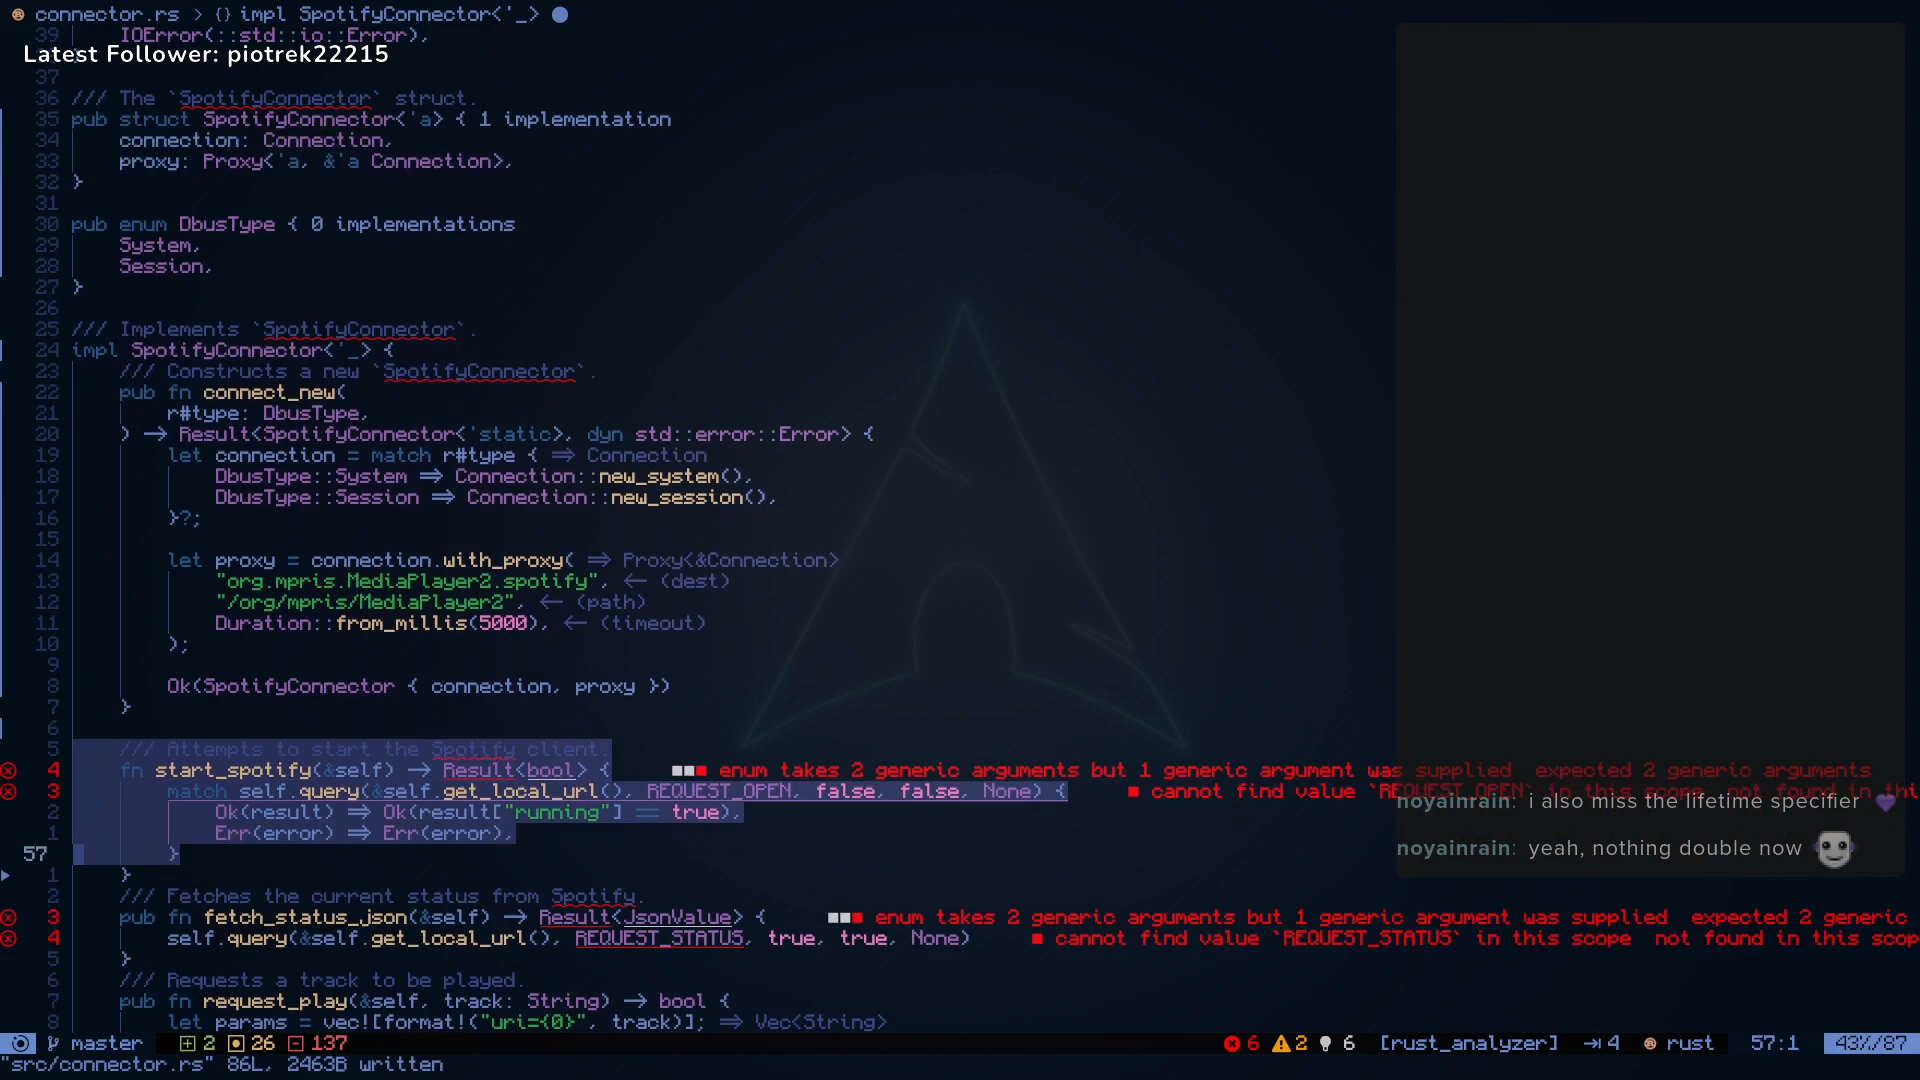 connector.rs > {} impl SpotifyConnector<'_> ●
39 IOError(::std::io::Error),
Latest Follower: piotrek22215
37
36 /// The `SpotifyConnector` struct.
35 pub struct SpotifyConnector<'a> { 1 implementation
34 connection: Connection,
33 proxy: Proxy<'a, &'a Connection>,
32 }
31
30 pub enum DbusType { 0 implementations
29 System,
28 Session,
27 }
26
25 /// Implements `SpotifyConnector`.
24 impl SpotifyConnector<'_> {
23 /// Constructs a new `SpotifyConnector`.
22 pub fn connect_new(
21 r#type: DbusType,
20 ) -> Result<SpotifyConnector<'static>, dyn std::error::Error> {
19 let connection = match r#type { => Connection
18 DbusType::System => Connection::new_system(),
17 DbusType::Session => Connection::new_session(),
16 }?;
15
14 let proxy = connection.with_proxy( => Proxy<&Connection>
13 "org.mpris.MediaPlayer2.spotify", <- (dest)
12 "/org/mpris/MediaPlayer2", <- (path)
11 Duration::from_millis(5000), <- (timeout)
10 );
9
8 Ok(SpotifyConnector { connection, proxy })
7 }
6
5 /// Attempts to start the Spotify client.
4 fn start_spotify(&self) -> Result<bool> { ■■■ enum takes 2 generic arguments but 1 generic argument was supplied expected 2 generic arguments
3 match self.query(&self.get_local_url(), REQUEST_OPEN, false, false, None) { ■ cannot find value `REQUEST_OPEN` in this scope not found in thi
noyainrain: i also miss the lifetime specifier 💜
2 Ok(result) => Ok(result["running"] == true),
1 Err(error) => Err(error),
noyainrain: yeah, nothing double now
57 }
1 }
2 /// Fetches the current status from Spotify.
3 pub fn fetch_status_json(&self) -> Result<JsonValue> { ■■■ enum takes 2 generic arguments but 1 generic argument was supplied expected 2 generic
4 self.query(&self.get_local_url(), REQUEST_STATUS, true, true, None) ■ cannot find value `REQUEST_STATUS` in this scope not found in this scop
5 }
6 /// Requests a track to be played.
7 pub fn request_play(&self, track: String) -> bool {
8 let params = vec![format!("uri={0}", track)]; => Vec<String>
master 2 26 137 6 2 6 [rust_analyzer] 4 rust 57:1 43%/87
"src/connector.rs" 86L, 2463B written